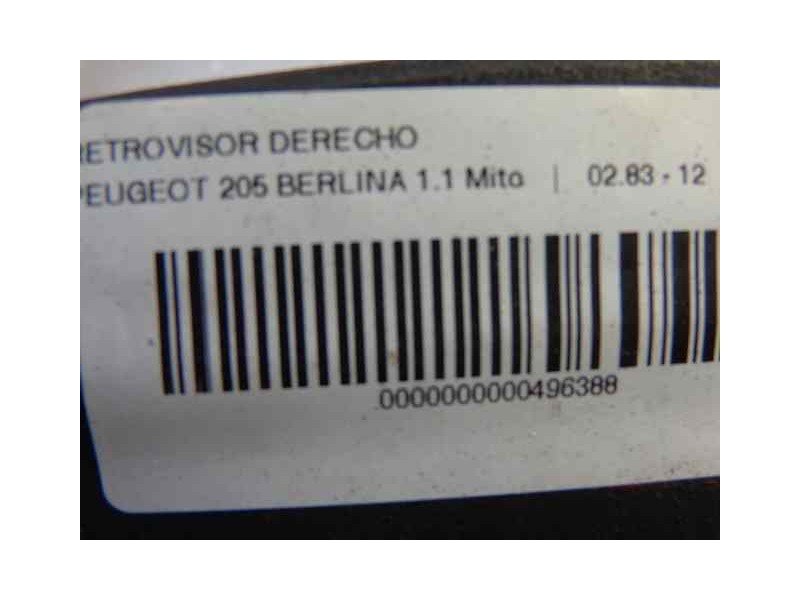 RETROVISOR DERECHO
PEUGEOT 205 BERLINA 1.1 Mito | 02.83 - 12
0000000000496388